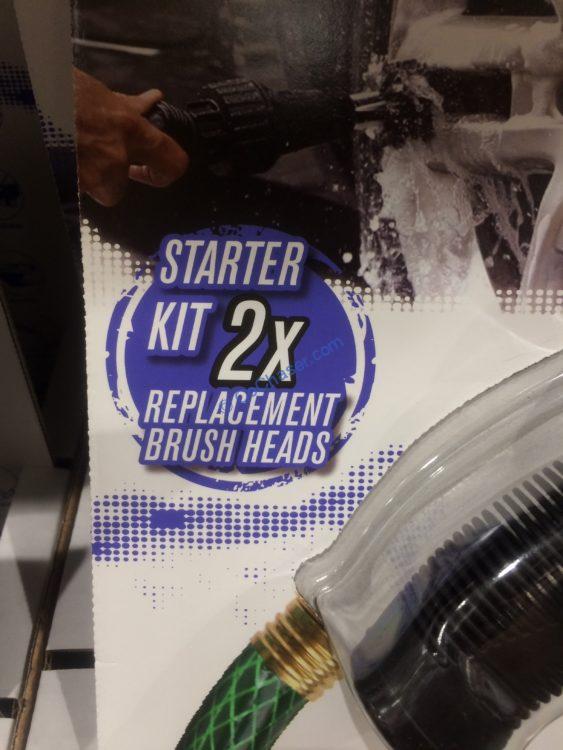 STARTER
KIT 2X
REPLACEMENT
BRUSH HEADS